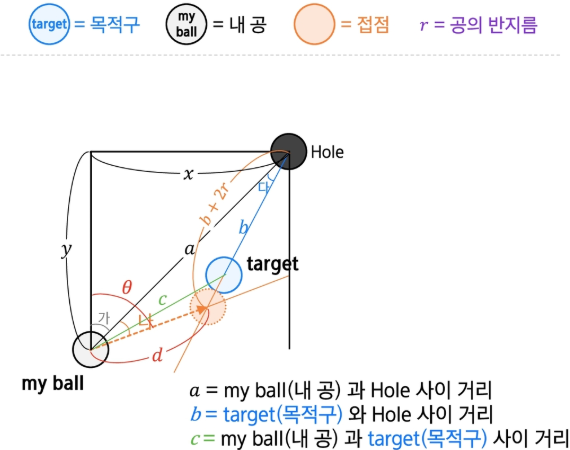 target = 목적구 my ball = 내 공 = 접점 r = 공의 반지름
Hole
x
다
b + 2r
b
y
a
target
θ
c
가
나
d
my ball
a = my ball(내 공) 과 Hole 사이 거리
b = target(목적구) 와 Hole 사이 거리
c = my ball(내 공) 과 target(목적구) 사이 거리